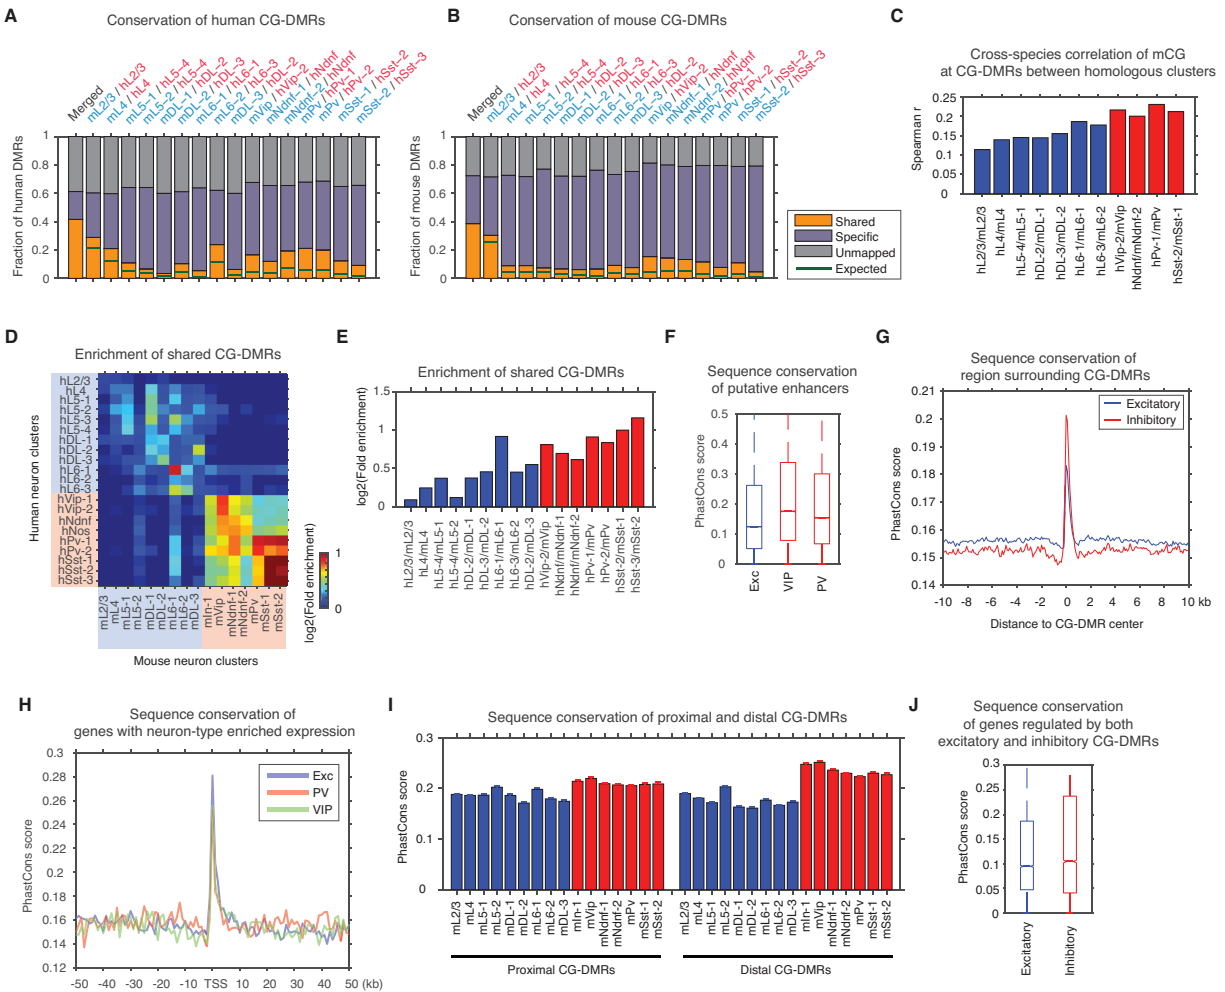 A
Conservation of human CG-DMRs
Merged
mL2/3 / hL2/3
mL4 / hL4
mL5-1 / hL5-4
mL5-2 / hL5-4
mDL-1 / hDL-2
mDL-2 / hDL-3
mL6-1 / hL6-1
mL6-2 / hL6-3
mDL-3 / hDL-2
mVip / hVip-2
mNdnf-1 / hNdnf
mNdnf-2 / hNdnf
mPv / hPv-1
mPv / hPv-2
mSst-1 / hSst-2
mSst-2 / hSst-3
Fraction of human DMRs
1
0.8
0.6
0.4
0.2
0
B
Conservation of mouse CG-DMRs
Merged
mL2/3 / hL2/3
mL4 / hL4
mL5-1 / hL5-4
mL5-2 / hL5-4
mDL-1 / hDL-2
mDL-2 / hDL-3
mL6-1 / hL6-1
mL6-2 / hL6-3
mDL-3 / hDL-2
mVip / hVip-2
mNdnf-1 / hNdnf
mNdnf-2 / hNdnf
mPv / hPv-1
mPv / hPv-2
mSst-1 / hSst-2
mSst-2 / hSst-3
Fraction of mouse DMRs
1
0.8
0.6
0.4
0.2
0
Shared
Specific
Unmapped
Expected
C
Cross-species correlation of mCG
at CG-DMRs between homologous clusters
Spearman r
0.25
0.2
0.15
0.1
0.05
0
hL2/3/mL2/3
hL4/mL4
hL5-4/mL5-1
hDL-2/mDL-1
hDL-3/mDL-2
hL6-1/mL6-1
hL6-3/mL6-2
hVip-2/mVip
hNdnf/mNdnf-2
hPv-1/mPv
hSst-2/mSst-1
D
Enrichment of shared CG-DMRs
Human neuron clusters
hL2/3
hL4
hL5-1
hL5-2
hL5-3
hL5-4
hDL-1
hDL-2
hDL-3
hL6-1
hL6-2
hL6-3
hVip-1
hVip-2
hNdnf
hNos
hPv-1
hPv-2
hSst-1
hSst-2
hSst-3
mL2/3
mL4
mL5-1
mL5-2
mDL-1
mDL-2
mL6-1
mL6-2
mDL-3
mIn-1
mVip
mNdnf-1
mNdnf-2
mPv
mSst-1
mSst-2
Mouse neuron clusters
log2(Fold enrichment)
1
0
E
Enrichment of shared CG-DMRs
log2(Fold enrichment)
1.5
1
0.5
0
hL2/3/mL2/3
hL4/mL4
hL5-4/mL5-1
hL5-4/mL5-2
hDL-2/mDL-1
hDL-3/mDL-2
hL6-1/mL6-1
hL6-3/mL6-2
hDL-2/mDL-3
hVip-2/mVip
hNdnf/mNdnf-1
hNdnf/mNdnf-2
hPv-1/mPv
hPv-2/mPv
hSst-2/mSst-1
hSst-3/mSst-2
F
Sequence conservation
of putative enhancers
PhastCons score
0.5
0.4
0.3
0.2
0.1
0
Exc
VIP
PV
G
Sequence conservation of
region surrounding CG-DMRs
PhastCons score
0.21
0.2
0.19
0.18
0.17
0.16
0.15
0.14
Excitatory
Inhibitory
-10 -8 -6 -4 -2 0 2 4 6 8 10 kb
Distance to CG-DMR center
H
Sequence conservation of
genes with neuron-type enriched expression
PhastCons score
0.3
0.28
0.26
0.24
0.22
0.2
0.18
0.16
0.14
0.12
Exc
PV
VIP
-50 -40 -30 -20 -10 TSS 10 20 30 40 50 (kb)
I
Sequence conservation of proximal and distal CG-DMRs
PhastCons score
0.3
0.2
0.1
0
mL2/3
mL4
mL5-1
mL5-2
mDL-1
mDL-2
mL6-1
mL6-2
mDL-3
mIn-1
mVip
mNdnf-1
mNdnf-2
mPv
mSst-1
mSst-2
Proximal CG-DMRs
mL2/3
mL4
mL5-1
mL5-2
mDL-1
mDL-2
mL6-1
mL6-2
mDL-3
mIn-1
mVip
mNdnf-1
mNdnf-2
mPv
mSst-1
mSst-2
Distal CG-DMRs
J
Sequence conservation
of genes regulated by both
excitatory and inhibitory CG-DMRs
PhastCons score
0.3
0.25
0.2
0.15
0.1
0.05
0
Excitatory
Inhibitory